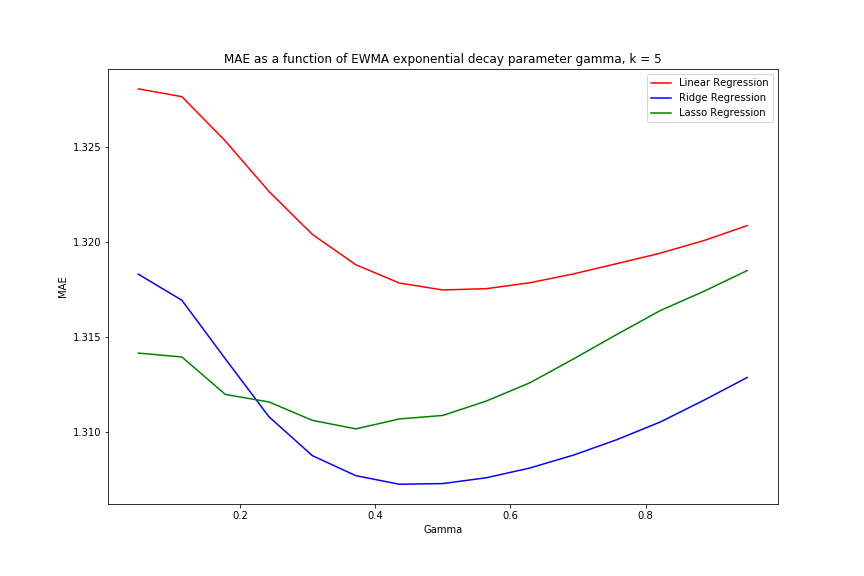 MAE as a function of EWMA exponential decay parameter gamma, k = 5
Linear Regression
Ridge Regression
Lasso Regression
1.325
1.320
1.315
1.310
MAE
0.2
0.4
0.6
0.8
Gamma